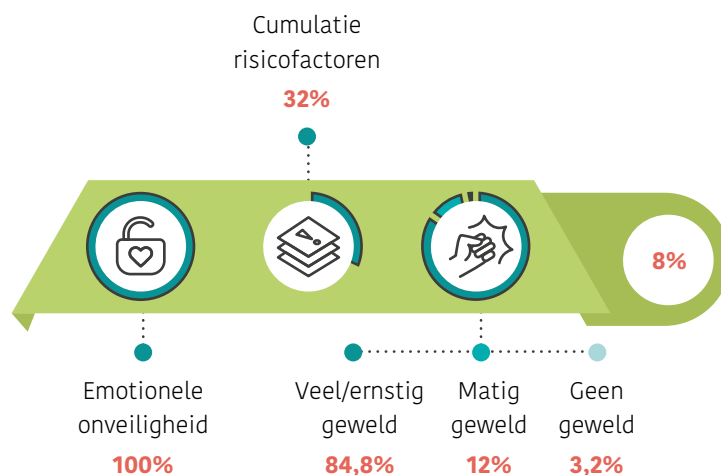 Cumulatie
risicofactoren
32%
8%
Emotionele
onveiligheid
100%
Veel/ernstig
geweld
84,8%
Matig
geweld
12%
Geen
geweld
3,2%